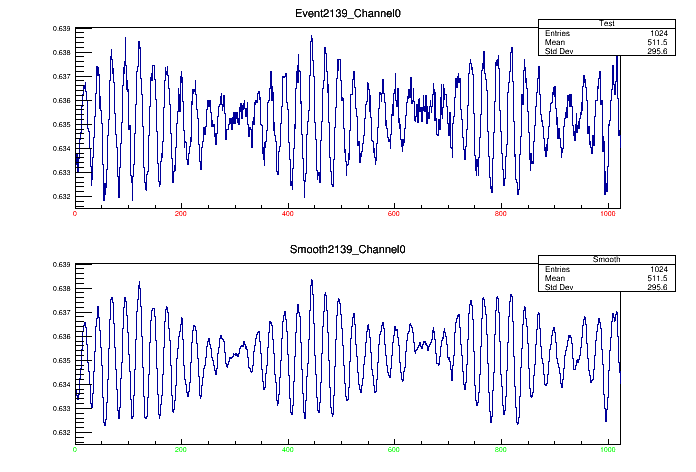 Event2139_Channel0
Test
Entries 1024
Mean 511.5
Std Dev 295.6
0.639
0.638
0.637
0.636
0.635
0.634
0.633
0.632
0 200 400 600 800 1000
Smooth2139_Channel0
Smooth
Entries 1024
Mean 511.5
Std Dev 295.6
0.639
0.638
0.637
0.636
0.635
0.634
0.633
0.632
0 200 400 600 800 1000